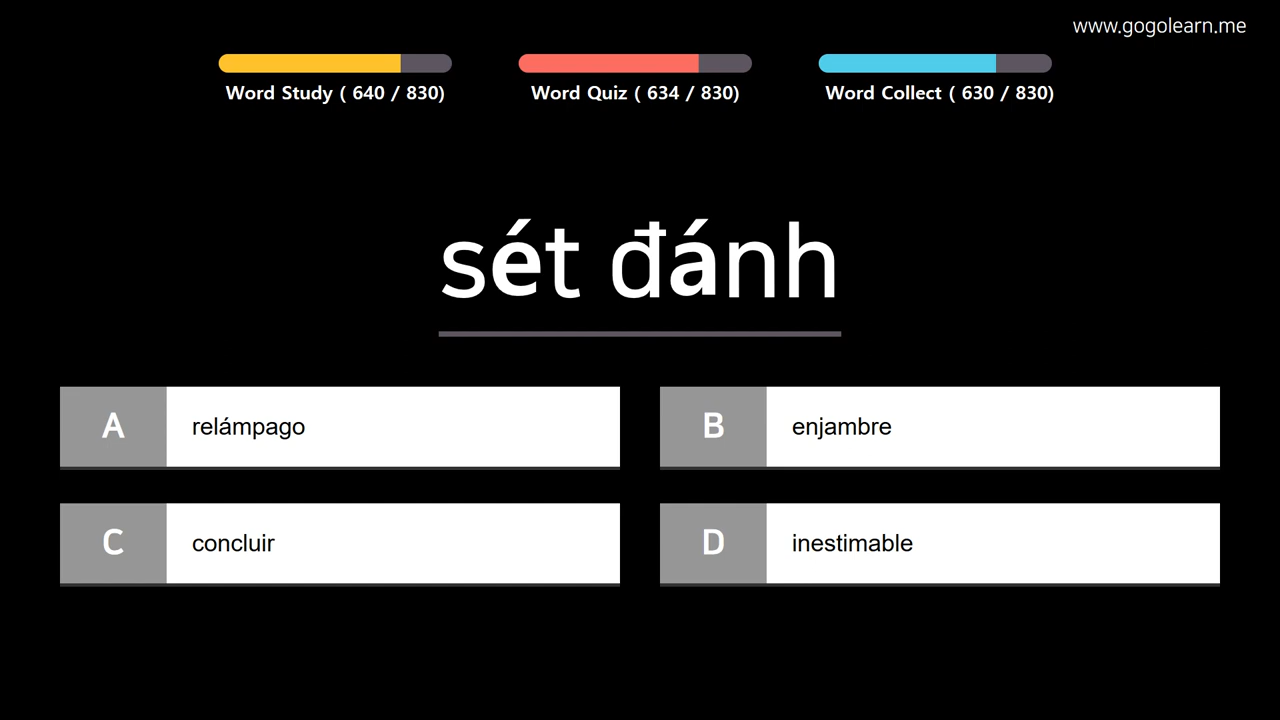 www.gogolearn.me
Word Study ( 640 / 830)
Word Quiz ( 634 / 830)
Word Collect ( 630 / 830)
sét đánh
A relámpago
B enjambre
C concluir
D inestimable